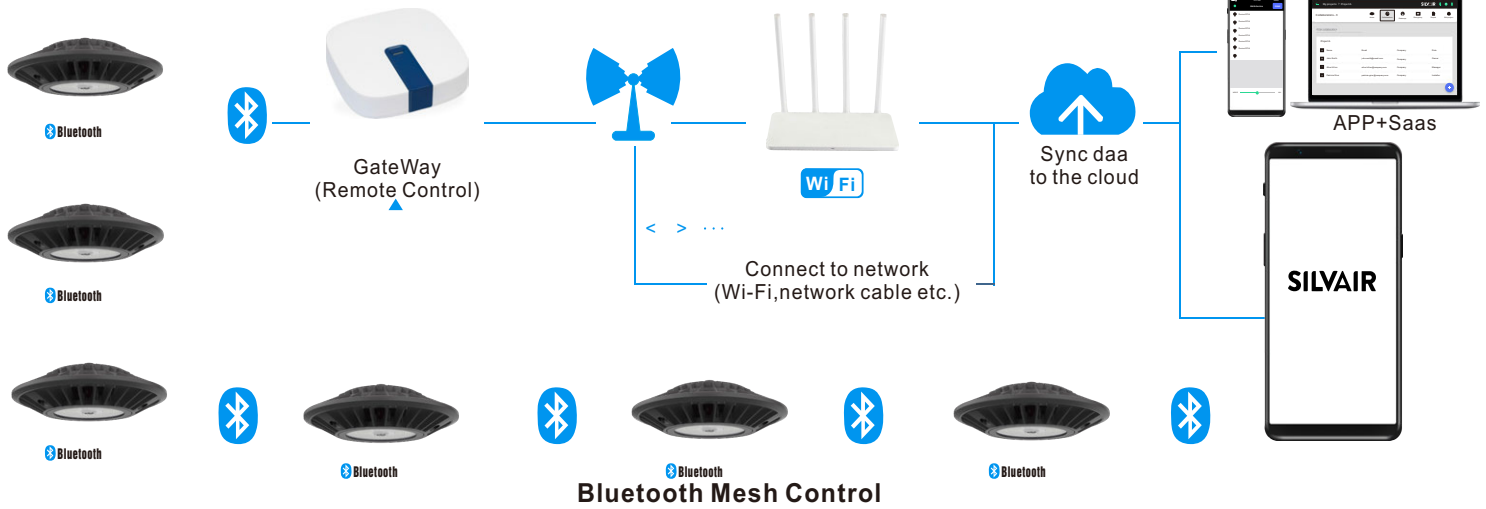 SILVAIR
APP+Saas
Bluetooth
GateWay
(Remote Control)
Wi Fi
Sync daa
to the cloud
Bluetooth
< > ···
Connect to network
(Wi-Fi,network cable etc.)
SILVAIR
Bluetooth
Bluetooth
Bluetooth
Bluetooth
Bluetooth Mesh Control